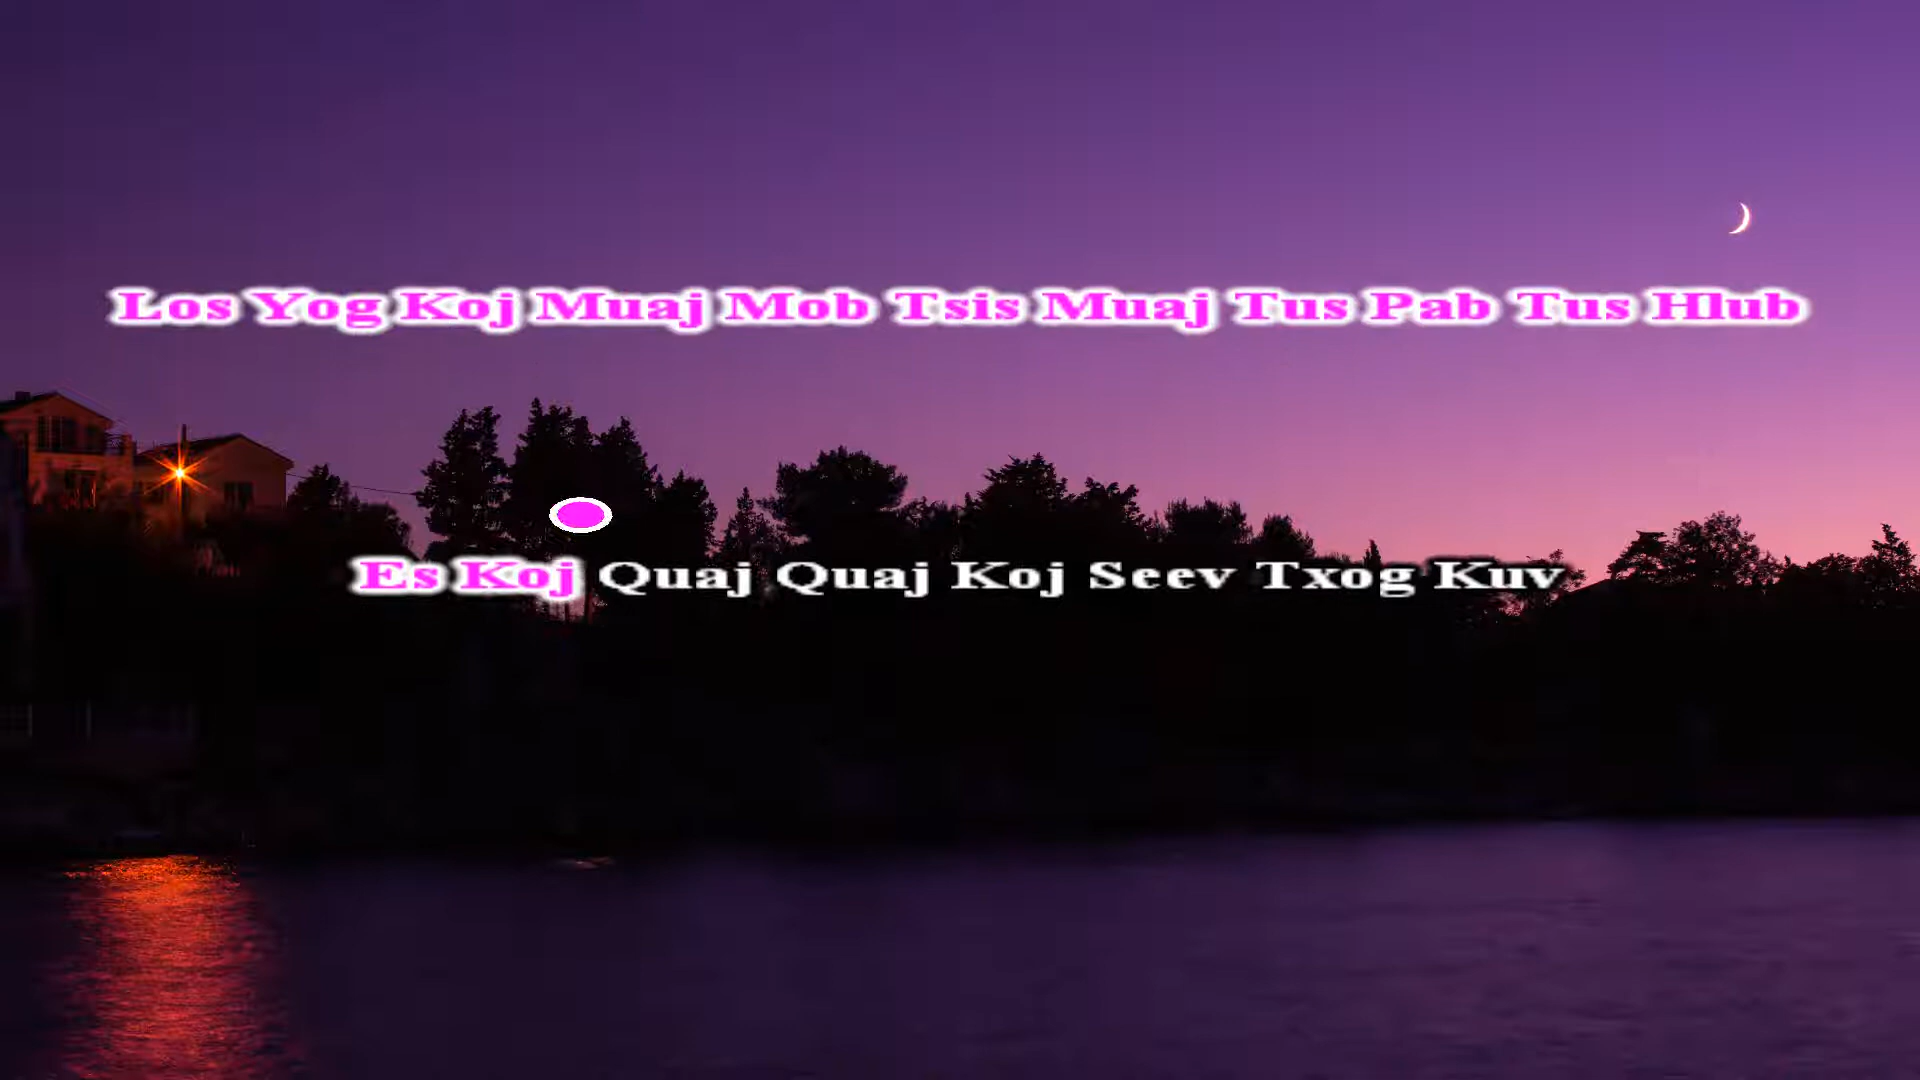 Los Yog Koj Muaj Mob Tsis Muaj Tus Pab Tus Hlub
Es Koj Quaj Quaj Koj Seev Txog Kuv